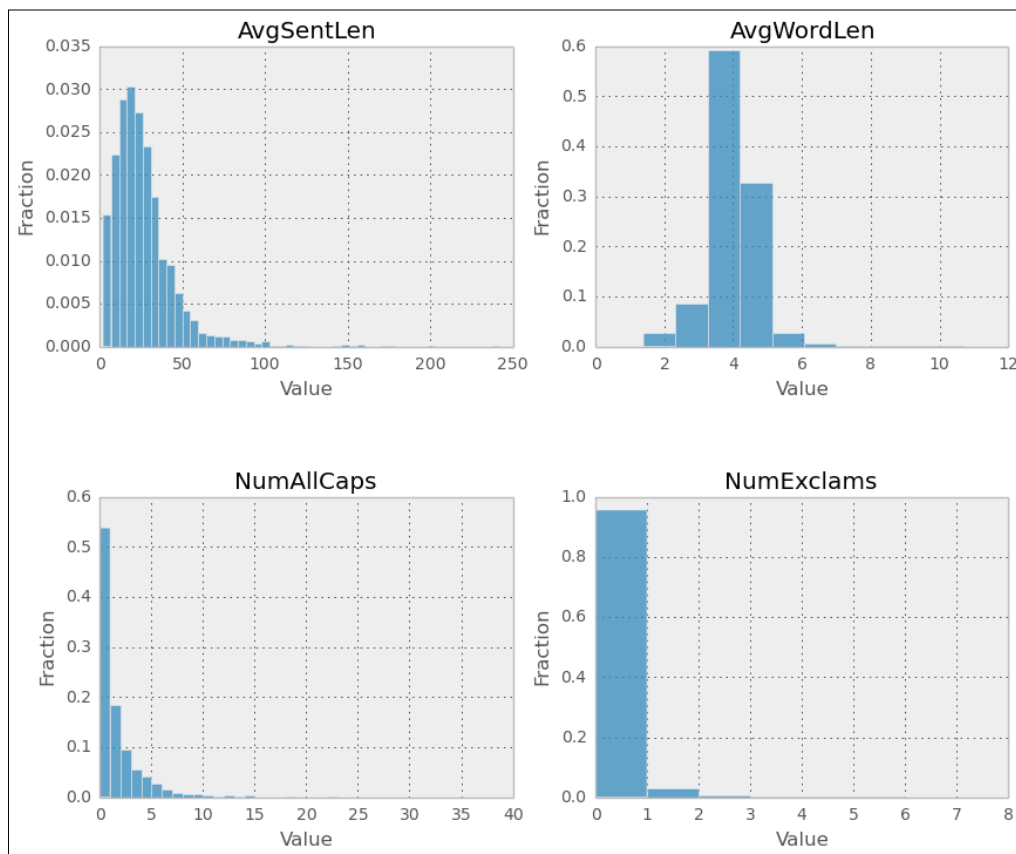 AvgSentLen
0.035
0.030
0.025
0.020
0.015
0.010
0.005
0.000
Fraction
0 50 100 150 200 250
Value
AvgWordLen
0.6
0.5
0.4
0.3
0.2
0.1
0.0
Fraction
0 2 4 6 8 10 12
Value
NumAllCaps
0.6
0.5
0.4
0.3
0.2
0.1
0.0
Fraction
0 5 10 15 20 25 30 35 40
Value
NumExclams
1.0
0.8
0.6
0.4
0.2
0.0
Fraction
0 1 2 3 4 5 6 7 8
Value